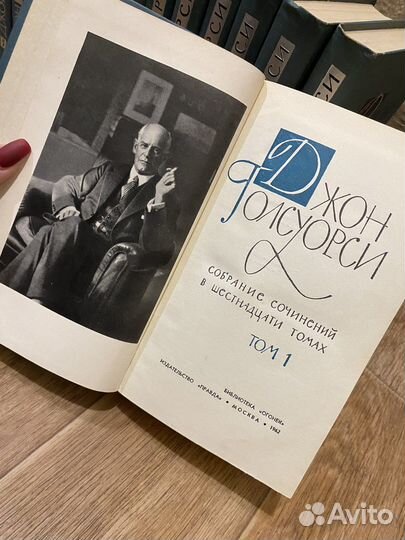 ДЖОН
ГОЛСУОРСИ
СОБРАНИЕ СОЧИНЕНИЙ
В ШЕСТНАДЦАТИ ТОМАХ
ТОМ 1
БИБЛИОТЕКА «ОГОНЕК»
ИЗДАТЕЛЬСТВО «ПРАВДА» • МОСКВА • 1962
Avito